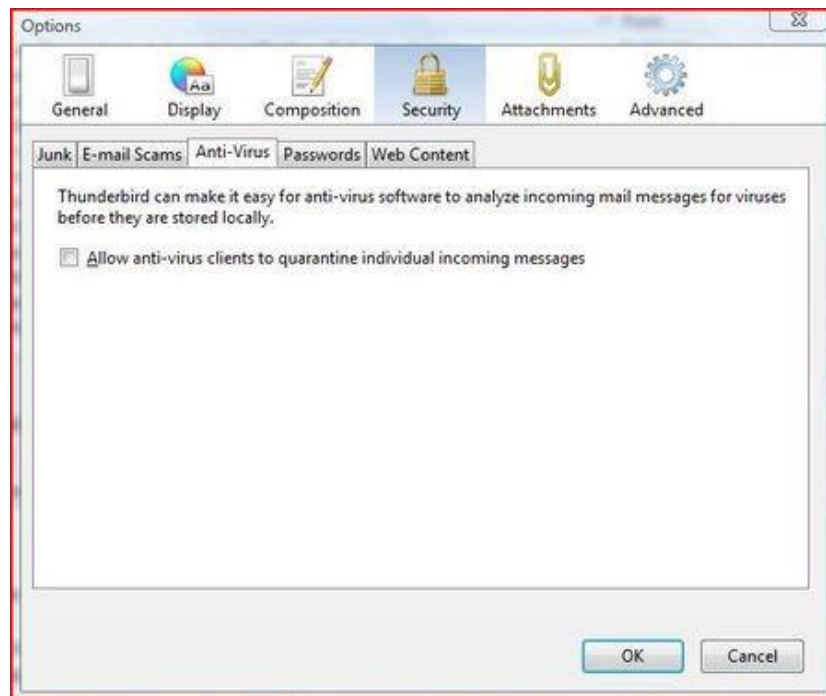 Options
General Display Composition Security Attachments Advanced
Junk E-mail Scams Anti-Virus Passwords Web Content
Thunderbird can make it easy for anti-virus software to analyze incoming mail messages for viruses
before they are stored locally.
Allow anti-virus clients to quarantine individual incoming messages
OK Cancel